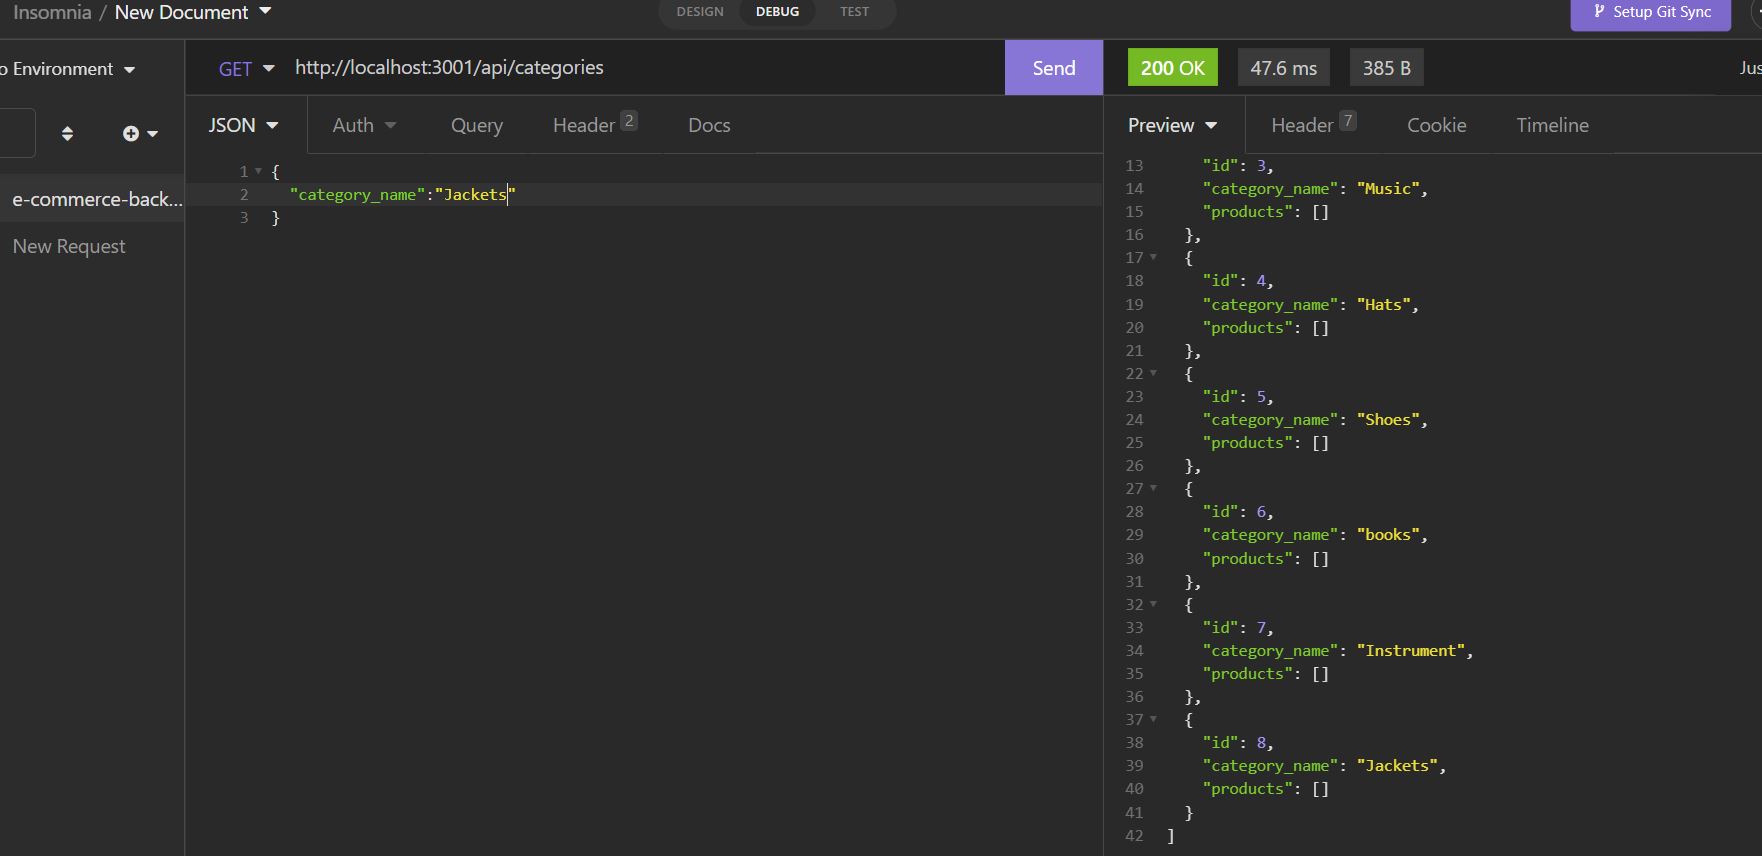 Insomnia / New Document
DESIGN DEBUG TEST
Setup Git Sync
o Environment
GET http://localhost:3001/api/categories
Send
200 OK 47.6 ms 385 B
Jus
JSON Auth Query Header 2 Docs
Preview Header 7 Cookie Timeline
e-commerce-back...
New Request
1 {
2 "category_name":"Jackets"
3 }
13 "id": 3,
14 "category_name": "Music",
15 "products": []
16 },
17 {
18 "id": 4,
19 "category_name": "Hats",
20 "products": []
21 },
22 {
23 "id": 5,
24 "category_name": "Shoes",
25 "products": []
26 },
27 {
28 "id": 6,
29 "category_name": "books",
30 "products": []
31 },
32 {
33 "id": 7,
34 "category_name": "Instrument",
35 "products": []
36 },
37 {
38 "id": 8,
39 "category_name": "Jackets",
40 "products": []
41 }
42 ]